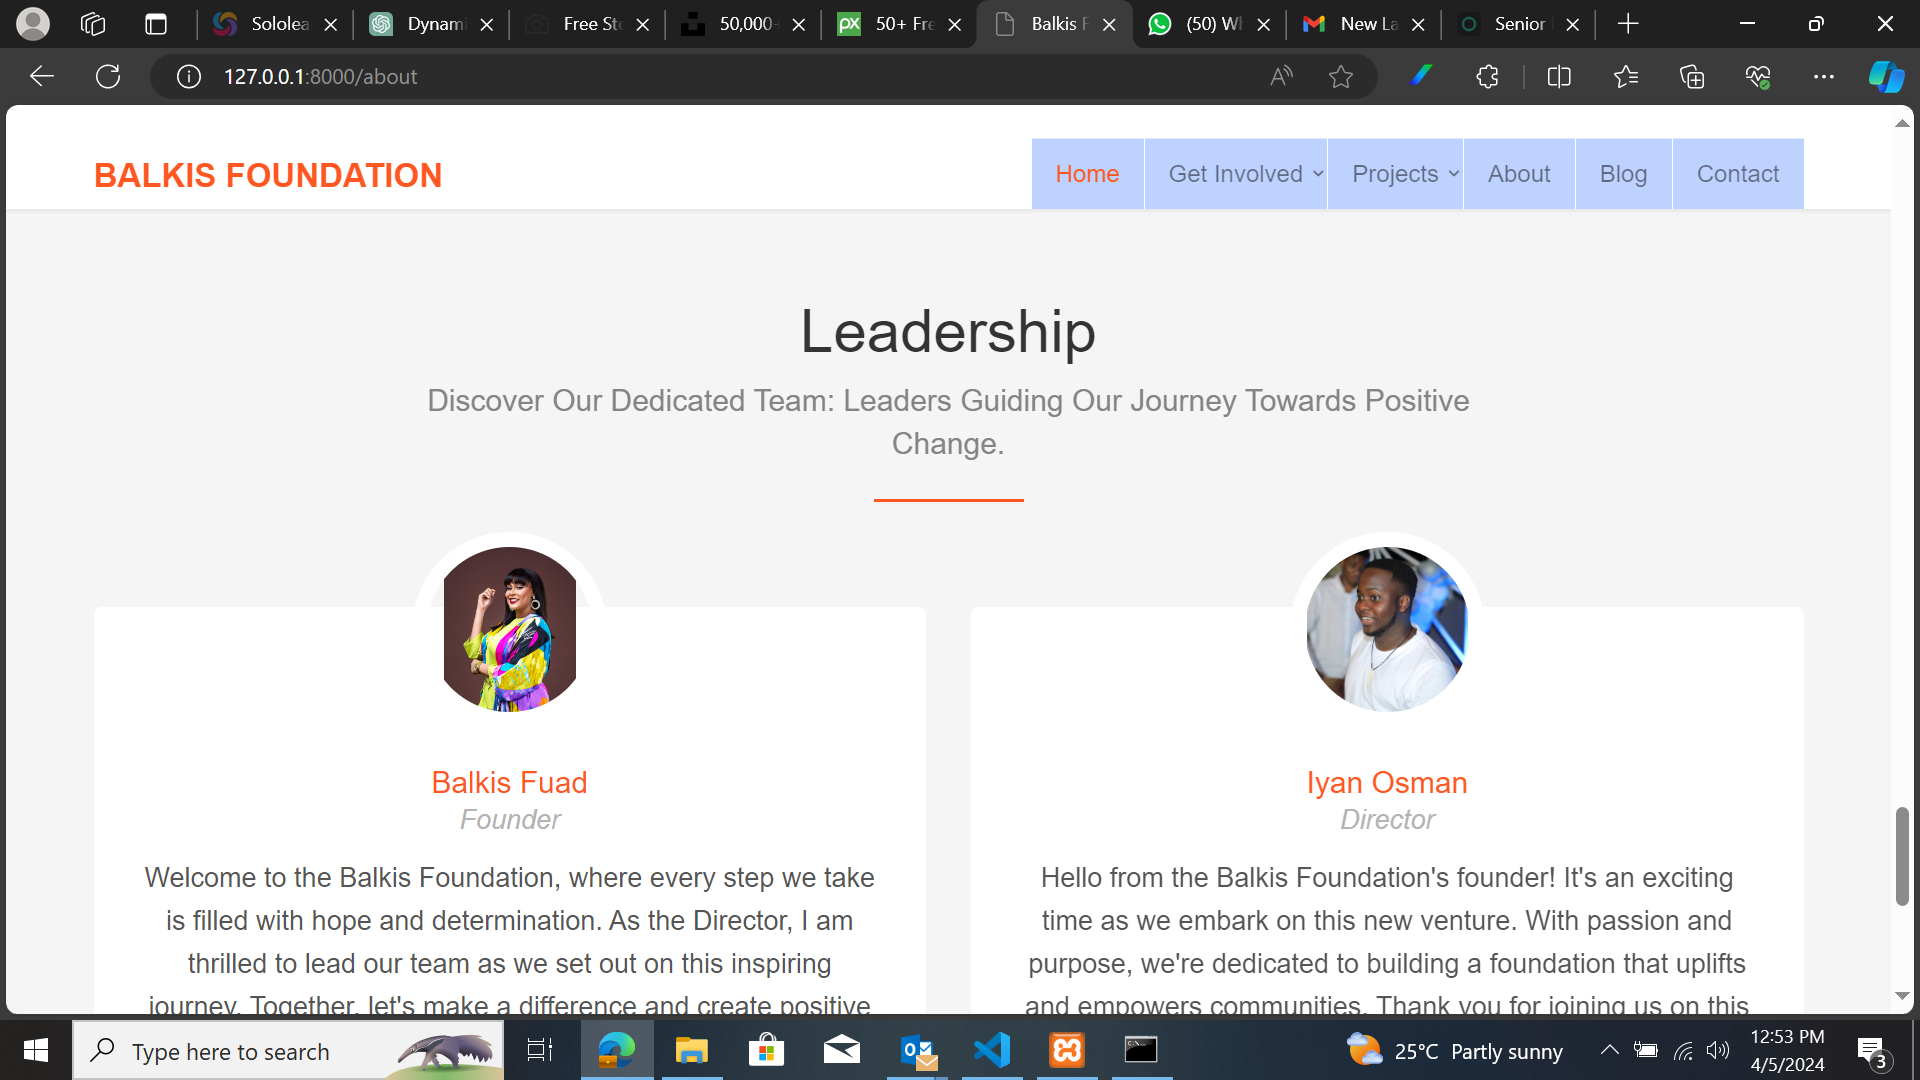 Sololea
Dynami
Free Sto
50,000+
50+ Fre
Balkis F
(50) Wh
New La
Senior
127.0.0.1:8000/about
BALKIS FOUNDATION
Home
Get Involved
Projects
About
Blog
Contact
Leadership
Discover Our Dedicated Team: Leaders Guiding Our Journey Towards Positive
Change.
Balkis Fuad
Founder
Welcome to the Balkis Foundation, where every step we take
is filled with hope and determination. As the Director, I am
thrilled to lead our team as we set out on this inspiring
journey. Together, let's make a difference and create positive
Iyan Osman
Director
Hello from the Balkis Foundation's founder! It's an exciting
time as we embark on this new venture. With passion and
purpose, we're dedicated to building a foundation that uplifts
and empowers communities. Thank you for joining us on this
Type here to search
25°C Partly sunny
12:53 PM
4/5/2024
3